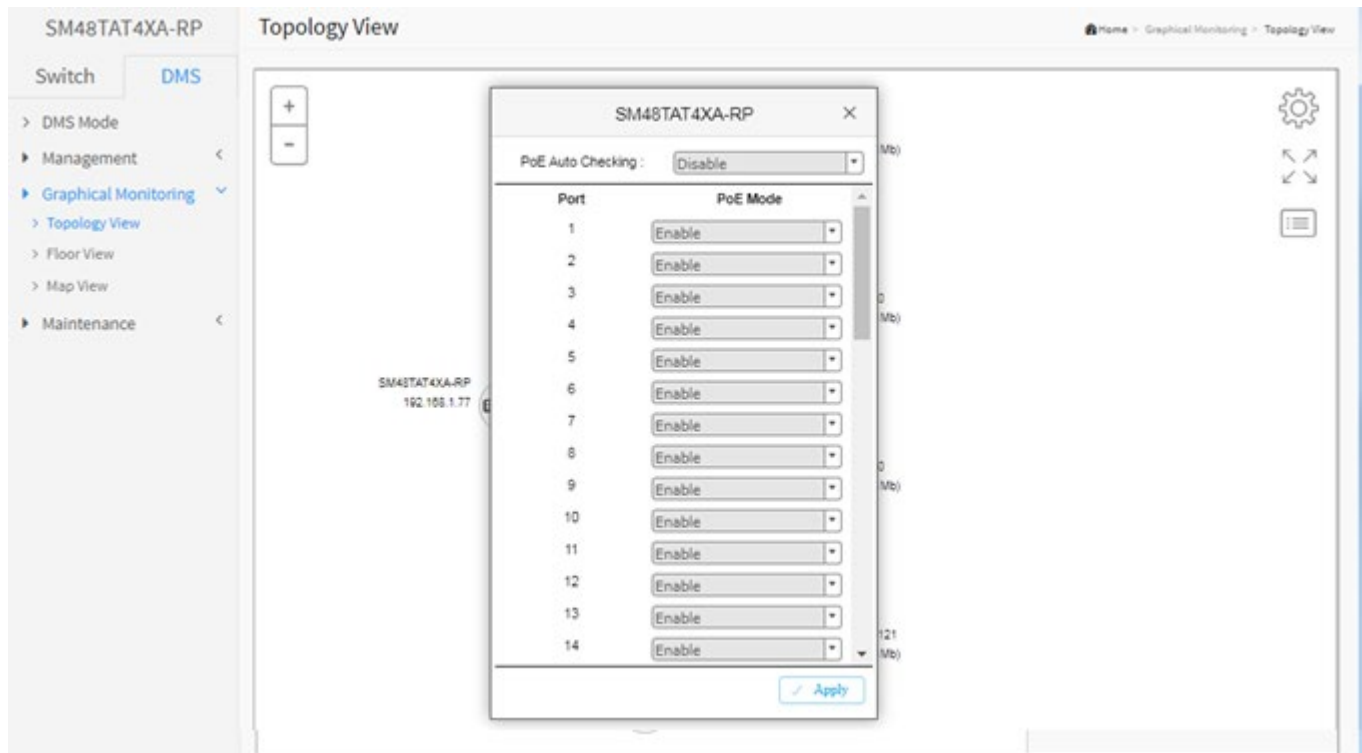 SM48TAT4XA-RP
Topology View
Home > Graphical Monitoring > Topology View
Switch
DMS
> DMS Mode
Management
Graphical Monitoring
> Topology View
> Floor View
> Map View
Maintenance
+
-
SM48TAT4XA-RP
192.168.1.77
SM48TAT4XA-RP ×
PoE Auto Checking : Disable
Port PoE Mode
1 Enable
2 Enable
3 Enable
4 Enable
5 Enable
6 Enable
7 Enable
8 Enable
9 Enable
10 Enable
11 Enable
12 Enable
13 Enable
14 Enable
Apply
Mb)
0
Mb)
0
Mb)
121
Mb)